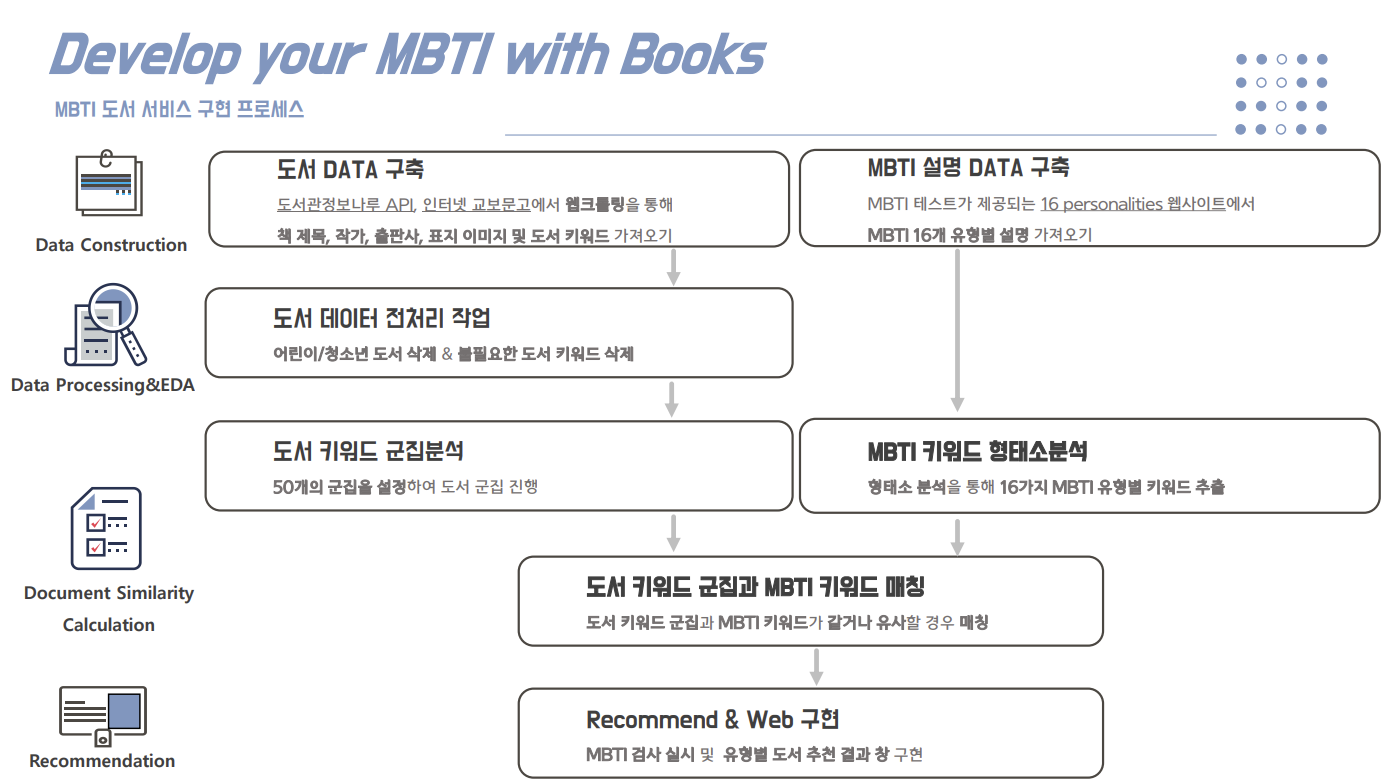 Develop your MBTI with Books
MBTI 도서 서비스 구현 프로세스
Data Construction
도서 DATA 구축
도서관정보나루 API, 인터넷 교보문고에서 웹크롤링을 통해
책 제목, 작가, 출판사, 표지 이미지 및 도서 키워드 가져오기
MBTI 설명 DATA 구축
MBTI 테스트가 제공되는 16 personalities 웹사이트에서
MBTI 16개 유형별 설명 가져오기
Data Processing&EDA
도서 데이터 전처리 작업
어린이/청소년 도서 삭제 & 불필요한 도서 키워드 삭제
도서 키워드 군집분석
50개의 군집을 설정하여 도서 군집 진행
MBTI 키워드 형태소분석
형태소 분석을 통해 16가지 MBTI 유형별 키워드 추출
Document Similarity
Calculation
도서 키워드 군집과 MBTI 키워드 매칭
도서 키워드 군집과 MBTI 키워드가 같거나 유사할 경우 매칭
Recommendation
Recommend & Web 구현
MBTI 검사 실시 및 유형별 도서 추천 결과 창 구현